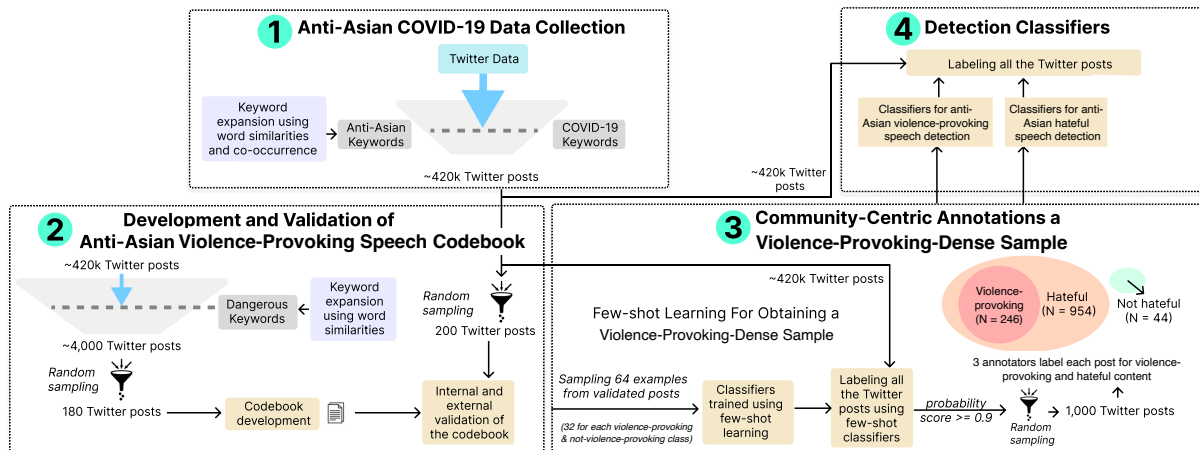 1
Anti-Asian COVID-19 Data Collection
Twitter Data
Keyword
expansion using
word similarities
and co-occurrence
Anti-Asian
Keywords
COVID-19
Keywords
~420k Twitter posts
2
Development and Validation of
Anti-Asian Violence-Provoking Speech Codebook
~420k Twitter posts
Dangerous
Keywords
Keyword
expansion
using word
similarities
~4,000 Twitter posts
Random
sampling
180 Twitter posts
Codebook
development
Random
sampling
200 Twitter posts
Internal and
external
validation of
the codebook
3
Community-Centric Annotations a
Violence-Provoking-Dense Sample
~420k Twitter posts
Few-shot Learning For Obtaining a
Violence-Provoking-Dense Sample
Sampling 64 examples
from validated posts
(32 for each violence-provoking
& not-violence-provoking class)
Classifiers
trained using
few-shot
learning
Labeling all
the Twitter
posts using
few-shot
classifiers
probability
score >= 0.9
Random
sampling
1,000 Twitter posts
3 annotators label each post for violence-
provoking and hateful content
Violence-
provoking
(N = 246)
Hateful
(N = 954)
Not hateful
(N = 44)
4
Detection Classifiers
~420k Twitter
posts
Labeling all the Twitter posts
Classifiers for anti-
Asian violence-provoking
speech detection
Classifiers for anti-
Asian hateful
speech detection